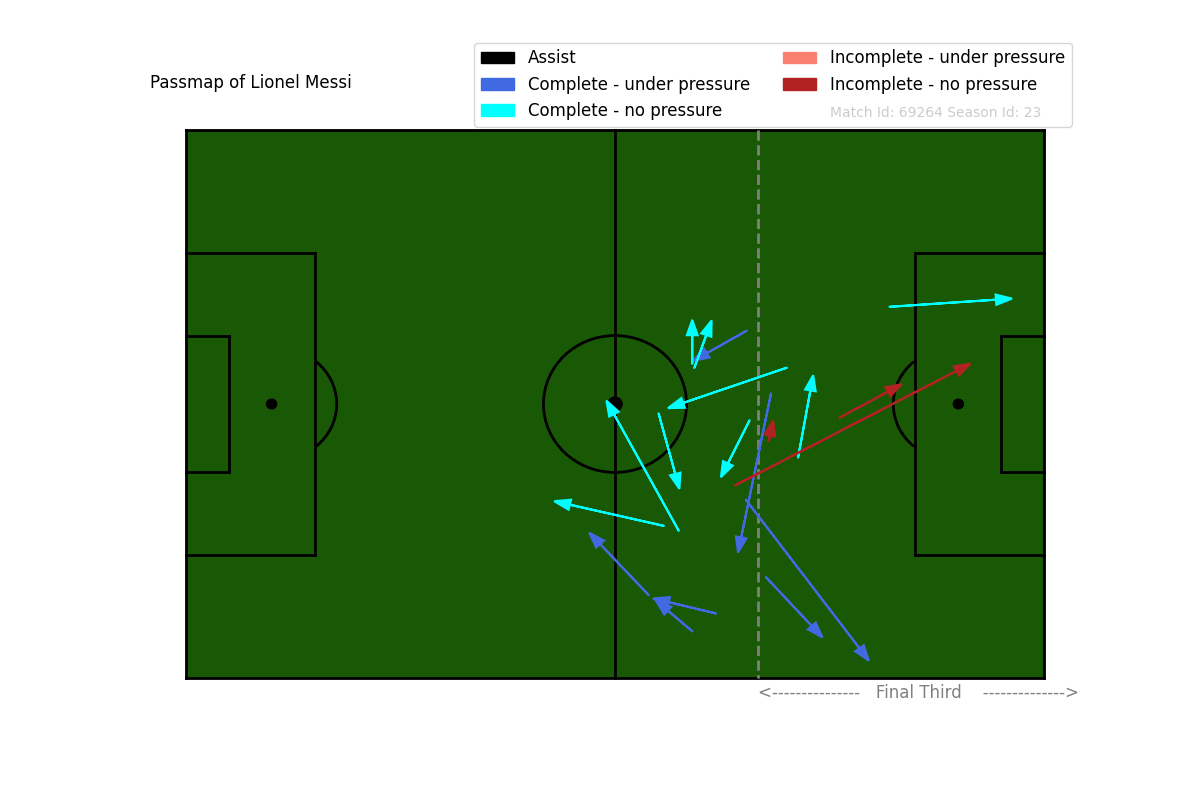 Passmap of Lionel Messi
Assist
Complete - under pressure
Complete - no pressure
Incomplete - under pressure
Incomplete - no pressure
Match Id: 69264 Season Id: 23
<--------------- Final Third -------------->